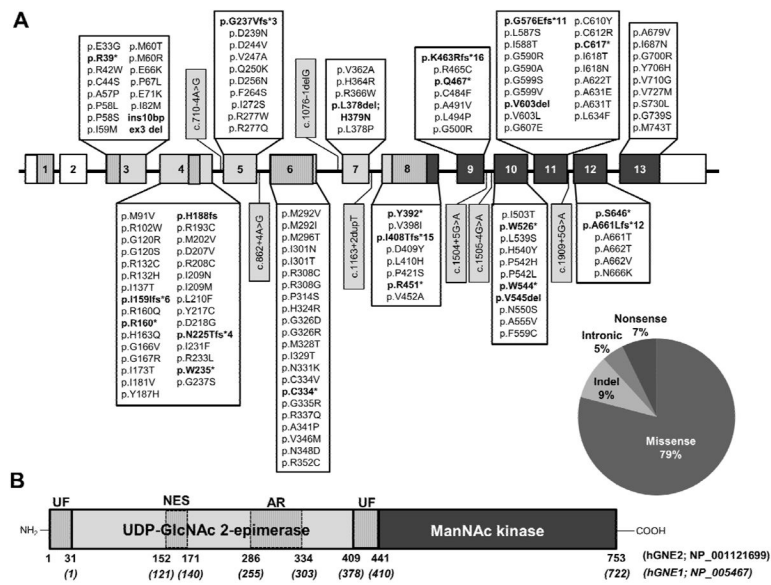 A
p.E33G
p.R39*
p.R42W
p.C44S
p.A57P
p.P58L
p.P58S
p.I59M
p.M60T
p.M60R
p.E66K
p.P67L
p.E71K
p.I82M
ins10bp
ex3 del
c.710-4A>G
p.G237Vfs*3
p.D239N
p.D244V
p.V247A
p.Q250K
p.D256N
p.F264S
p.I272S
p.R277W
p.R277Q
c.1076-1delG
p.V362A
p.H364R
p.R366W
p.L378del;
H379N
p.L378P
p.K463Rfs*16
p.R465C
p.Q467*
p.C484F
p.A491V
p.L494P
p.G500R
p.G576Efs*11
p.L587S
p.I588T
p.G590R
p.A591T
p.A599S
p.G599V
p.V603del
p.V603L
p.G607E
p.C610Y
p.C612R
p.C617*
p.I618T
p.I618N
p.A622T
p.A631E
p.A631T
p.L634F
p.A679V
p.I687N
p.G700R
p.Y706H
p.V710G
p.V727M
p.S730L
p.G739S
p.M743T
1 2 3 4 5 6 7 8 9 10 11 12 13
p.M91V
p.R102W
p.G120R
p.G120S
p.R132C
p.R132H
p.I137T
p.I159Ifs*6
p.R160Q
p.R160*
p.H163Q
p.G166V
p.G167R
p.I173T
p.I181V
p.Y187H
p.H188fs
p.R193C
p.M202V
p.D207V
p.R208C
p.I209N
p.I209M
p.L210F
p.Y217C
p.D218G
p.N225Tfs*4
p.I231F
p.R233L
p.W235*
p.G237S
c.862+4A>G
p.M292V
p.M292I
p.M296T
p.I301N
p.I301T
p.R308C
p.R308G
p.P314S
p.H324R
p.G326D
p.G326R
p.M328T
p.I329T
p.N331K
p.C334V
p.C334*
p.G335R
p.R337Q
p.A341P
p.V346M
p.N348D
p.R352C
c.1163+2dupT
p.Y392*
p.V398I
p.I408Tfs*15
p.D409Y
p.L410H
p.P421S
p.R451*
p.V452A
c.1504+5G>A
c.1505-4G>A
p.I503T
p.W526*
p.L539S
p.H540Y
p.P542H
p.P542L
p.W544*
p.V545del
p.N550S
p.A555V
p.F559C
c.1909+5G>A
p.S646*
p.A661Lfs*12
p.A661T
p.A662T
p.A662V
p.N666K
Nonsense
7%
Intronic
5%
Indel
9%
Missense
79%
B
UF NES AR UF
NH₂ UDP-GlcNAc 2-epimerase ManNAc kinase COOH
1 31 152 171 286 334 409 441 753 (hGNE2; NP_001121699)
(1) (121) (140) (255) (303) (378) (410) (722) (hGNE1; NP_005467)